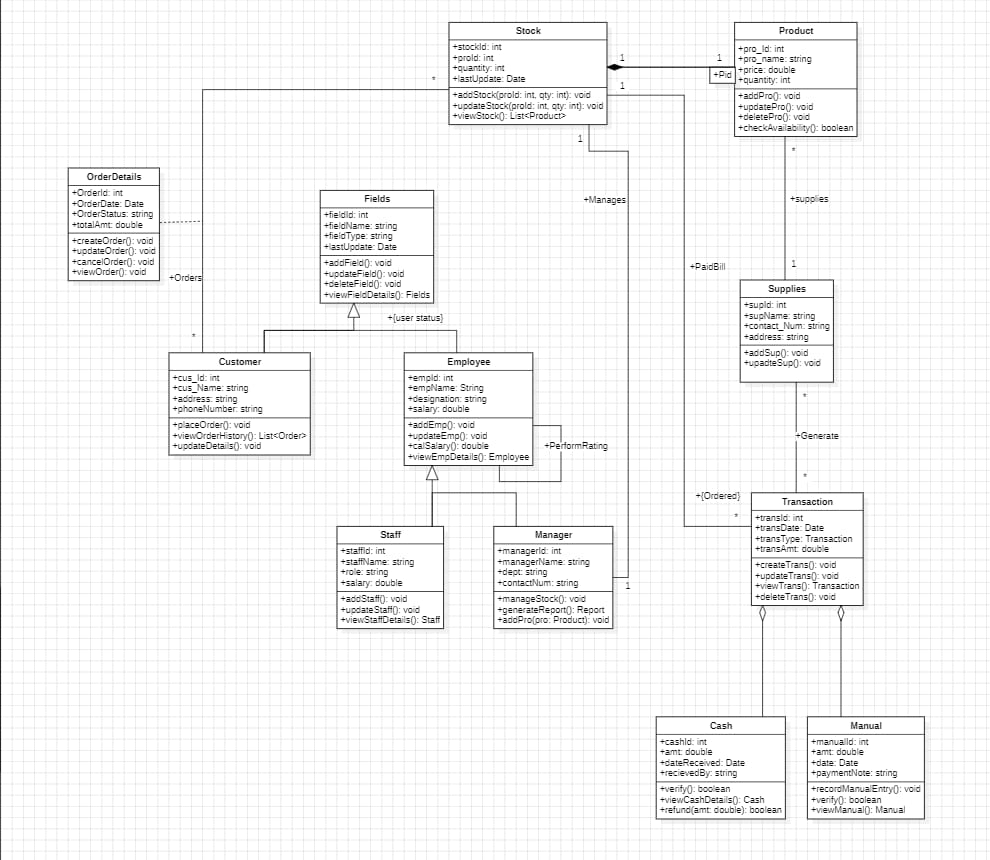 Stock
+stockId: int
+proId: int
+quantity: int
+lastUpdate: Date
+addStock(proId: int, qty: int): void
+updateStock(proId: int, qty: int): void
+viewStock(): List<Product>
Product
+pro_Id: int
+pro_name: string
+price: double
+quantity: int
+addPro(): void
+updatePro(): void
+deletePro(): void
+checkAvailability(): boolean
1
1
+Pid
1
*
1
*
OrderDetails
+OrderId: int
+OrderDate: Date
+OrderStatus: string
+totalAmt: double
+createOrder(): void
+updateOrder(): void
+cancelOrder(): void
+viewOrder(): void
+Orders
*
Fields
+fieldId: int
+fieldName: string
+fieldType: string
+lastUpdate: Date
+addField(): void
+updateField(): void
+deleteField(): void
+viewFieldDetails(): Fields
+{user status}
+Manages
+supplies
+PaidBill
1
Supplies
+supId: int
+supName: string
+contact_Num: string
+address: string
+addSup(): void
+upadteSup(): void
*
+Generate
*
Customer
+cus_Id: int
+cus_Name: string
+address: string
+phoneNumber: string
+placeOrder(): void
+viewOrderHistory(): List<Order>
+updateDetails(): void
Employee
+empId: int
+empName: String
+designation: string
+salary: double
+addEmp(): void
+updateEmp(): void
+calSalary(): double
+viewEmpDetails(): Employee
+PerformRating
+{Ordered}
*
Transaction
+transId: int
+transDate: Date
+transType: Transaction
+transAmt: double
+createTrans(): void
+updateTrans(): void
+viewTrans(): Transaction
+deleteTrans(): void
Staff
+staffId: int
+staffName: string
+role: string
+salary: double
+addStaff(): void
+updateStaff(): void
+viewStaffDetails(): Staff
Manager
+managerId: int
+managerName: string
+dept: string
+contactNum: string
+manageStock(): void
+generateReport(): Report
+addPro(pro: Product): void
1
Cash
+cashId: int
+amt: double
+dateReceived: Date
+recievedBy: string
+verify(): boolean
+viewCashDetails(): Cash
+refund(amt: double): boolean
Manual
+manualId: int
+amt: double
+date: Date
+paymentNote: string
+recordManualEntry(): void
+verify(): boolean
+viewManual(): Manual